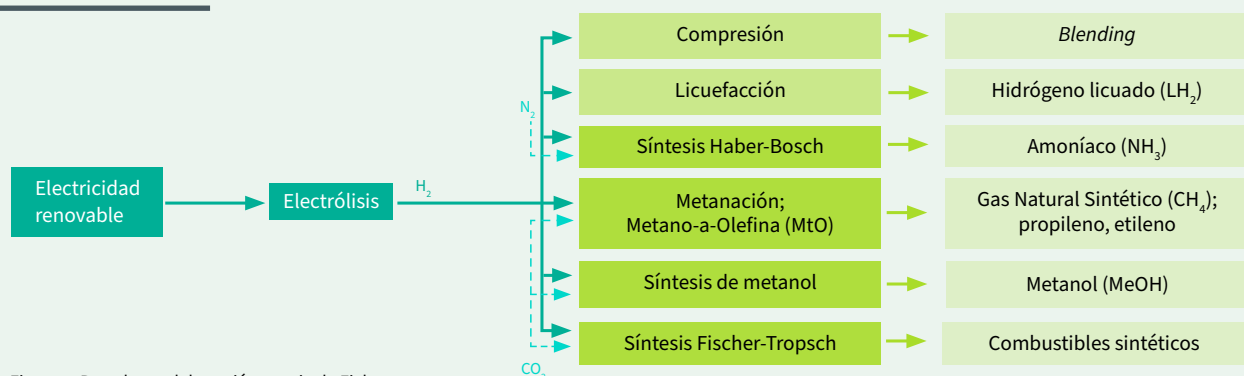 Compresión
Blending
Licuefacción
Hidrógeno licuado (LH₂)
N₂
Síntesis Haber-Bosch
Amoníaco (NH₃)
Electricidad
renovable
Electrólisis
H₂
Metanación;
Metano-a-Olefina (MtO)
Gas Natural Sintético (CH₄);
propileno, etileno
Síntesis de metanol
Metanol (MeOH)
Síntesis Fischer-Tropsch
Combustibles sintéticos
CO₂